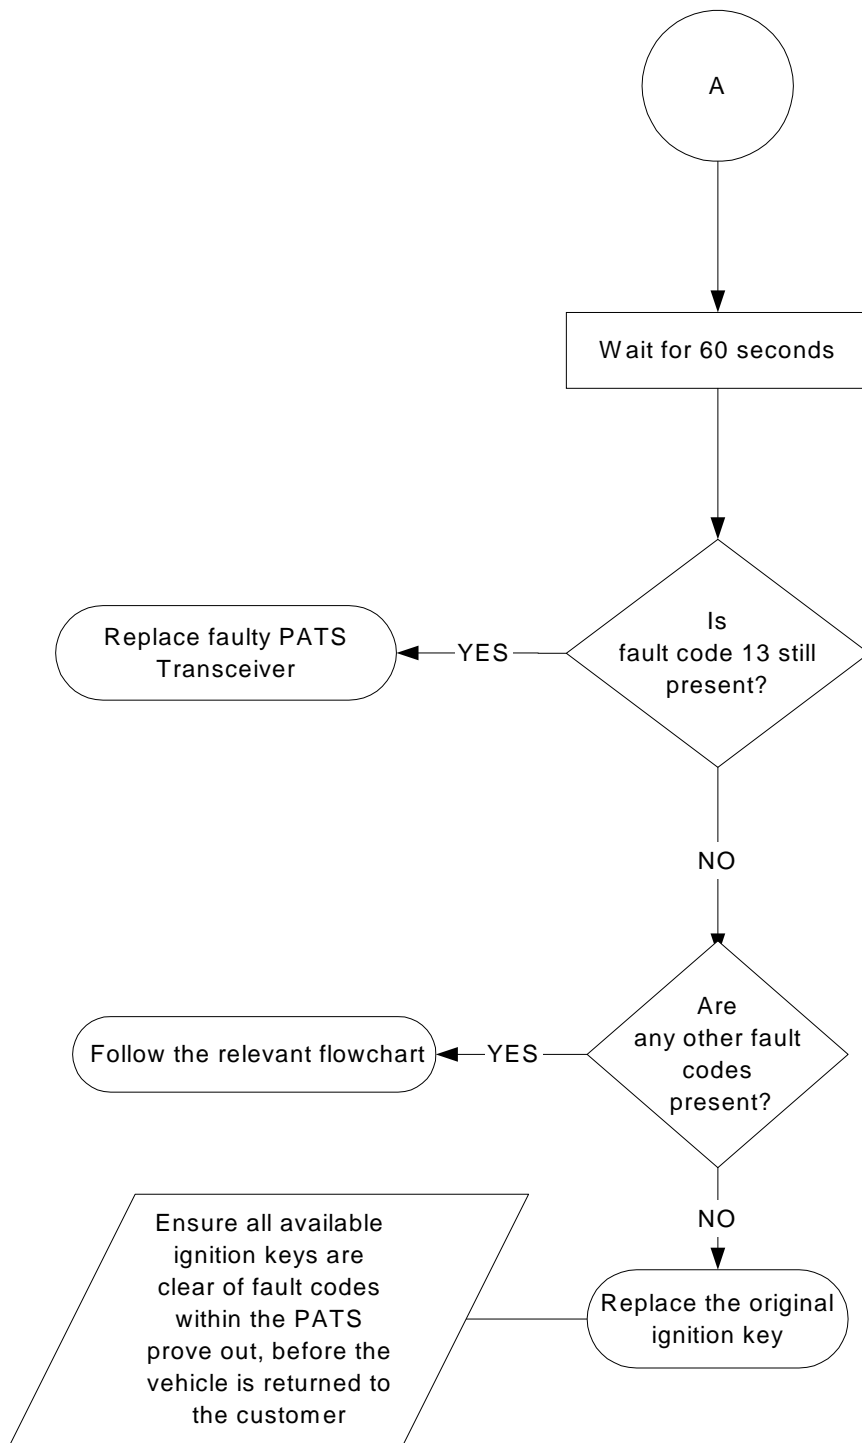 A
Wait for 60 seconds
Is
fault code 13 still
present?
YES
Replace faulty PATS
Transceiver
NO
Are
any other fault
codes
present?
YES
Follow the relevant flowchart
NO
Replace the original
ignition key
Ensure all available
ignition keys are
clear of fault codes
within the PATS
prove out, before the
vehicle is returned to
the customer